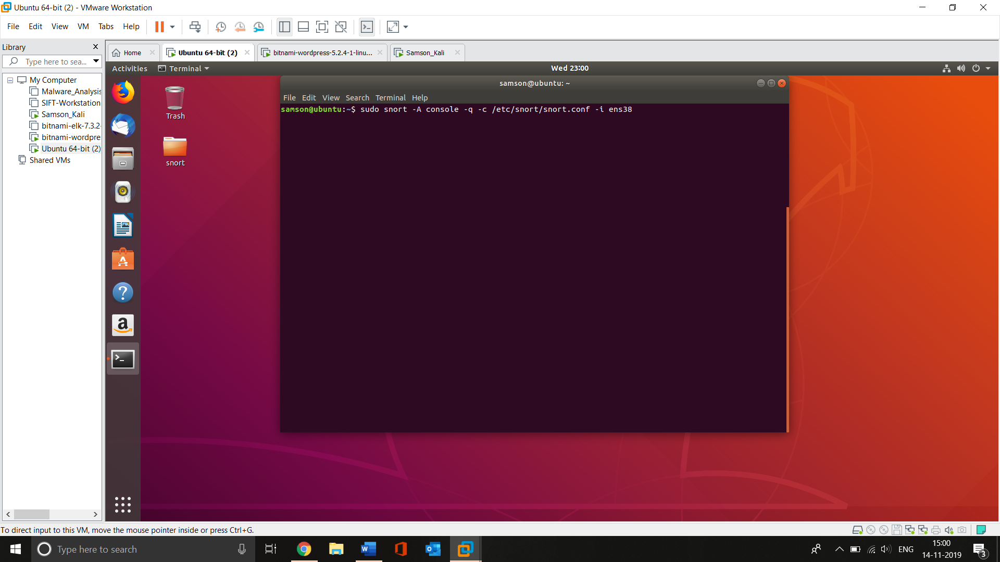 Ubuntu 64-bit (2) - VMware Workstation
File Edit View VM Tabs Help
Library
Type here to sea...
My Computer
Malware_Analysis
SIFT-Workstation
Samson_Kali
bitnami-elk-7.3.2-
bitnami-wordpre
Ubuntu 64-bit (2)
Shared VMs
Home
Ubuntu 64-bit (2)
bitnami-wordpress-5.2.4-1-linu...
Samson_Kali
Activities
Terminal
Wed 23:00
Trash
snort
samson@ubuntu: ~
File Edit View Search Terminal Help
samson@ubuntu:~$ sudo snort -A console -q -c /etc/snort/snort.conf -i ens38
To direct input to this VM, move the mouse pointer inside or press Ctrl+G.
Type here to search
ENG
15:00
14-11-2019
3